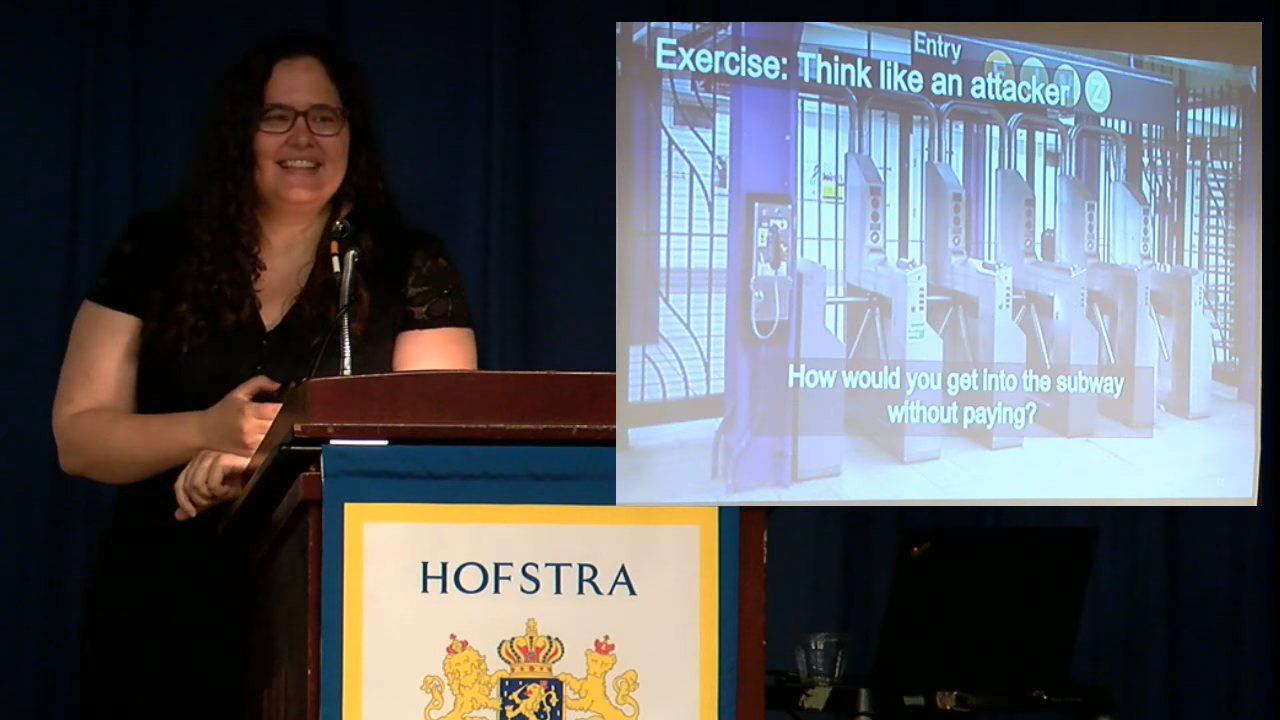 Entry
Exercise: Think like an attacker
Z
How would you get into the subway
without paying?
HOFSTRA